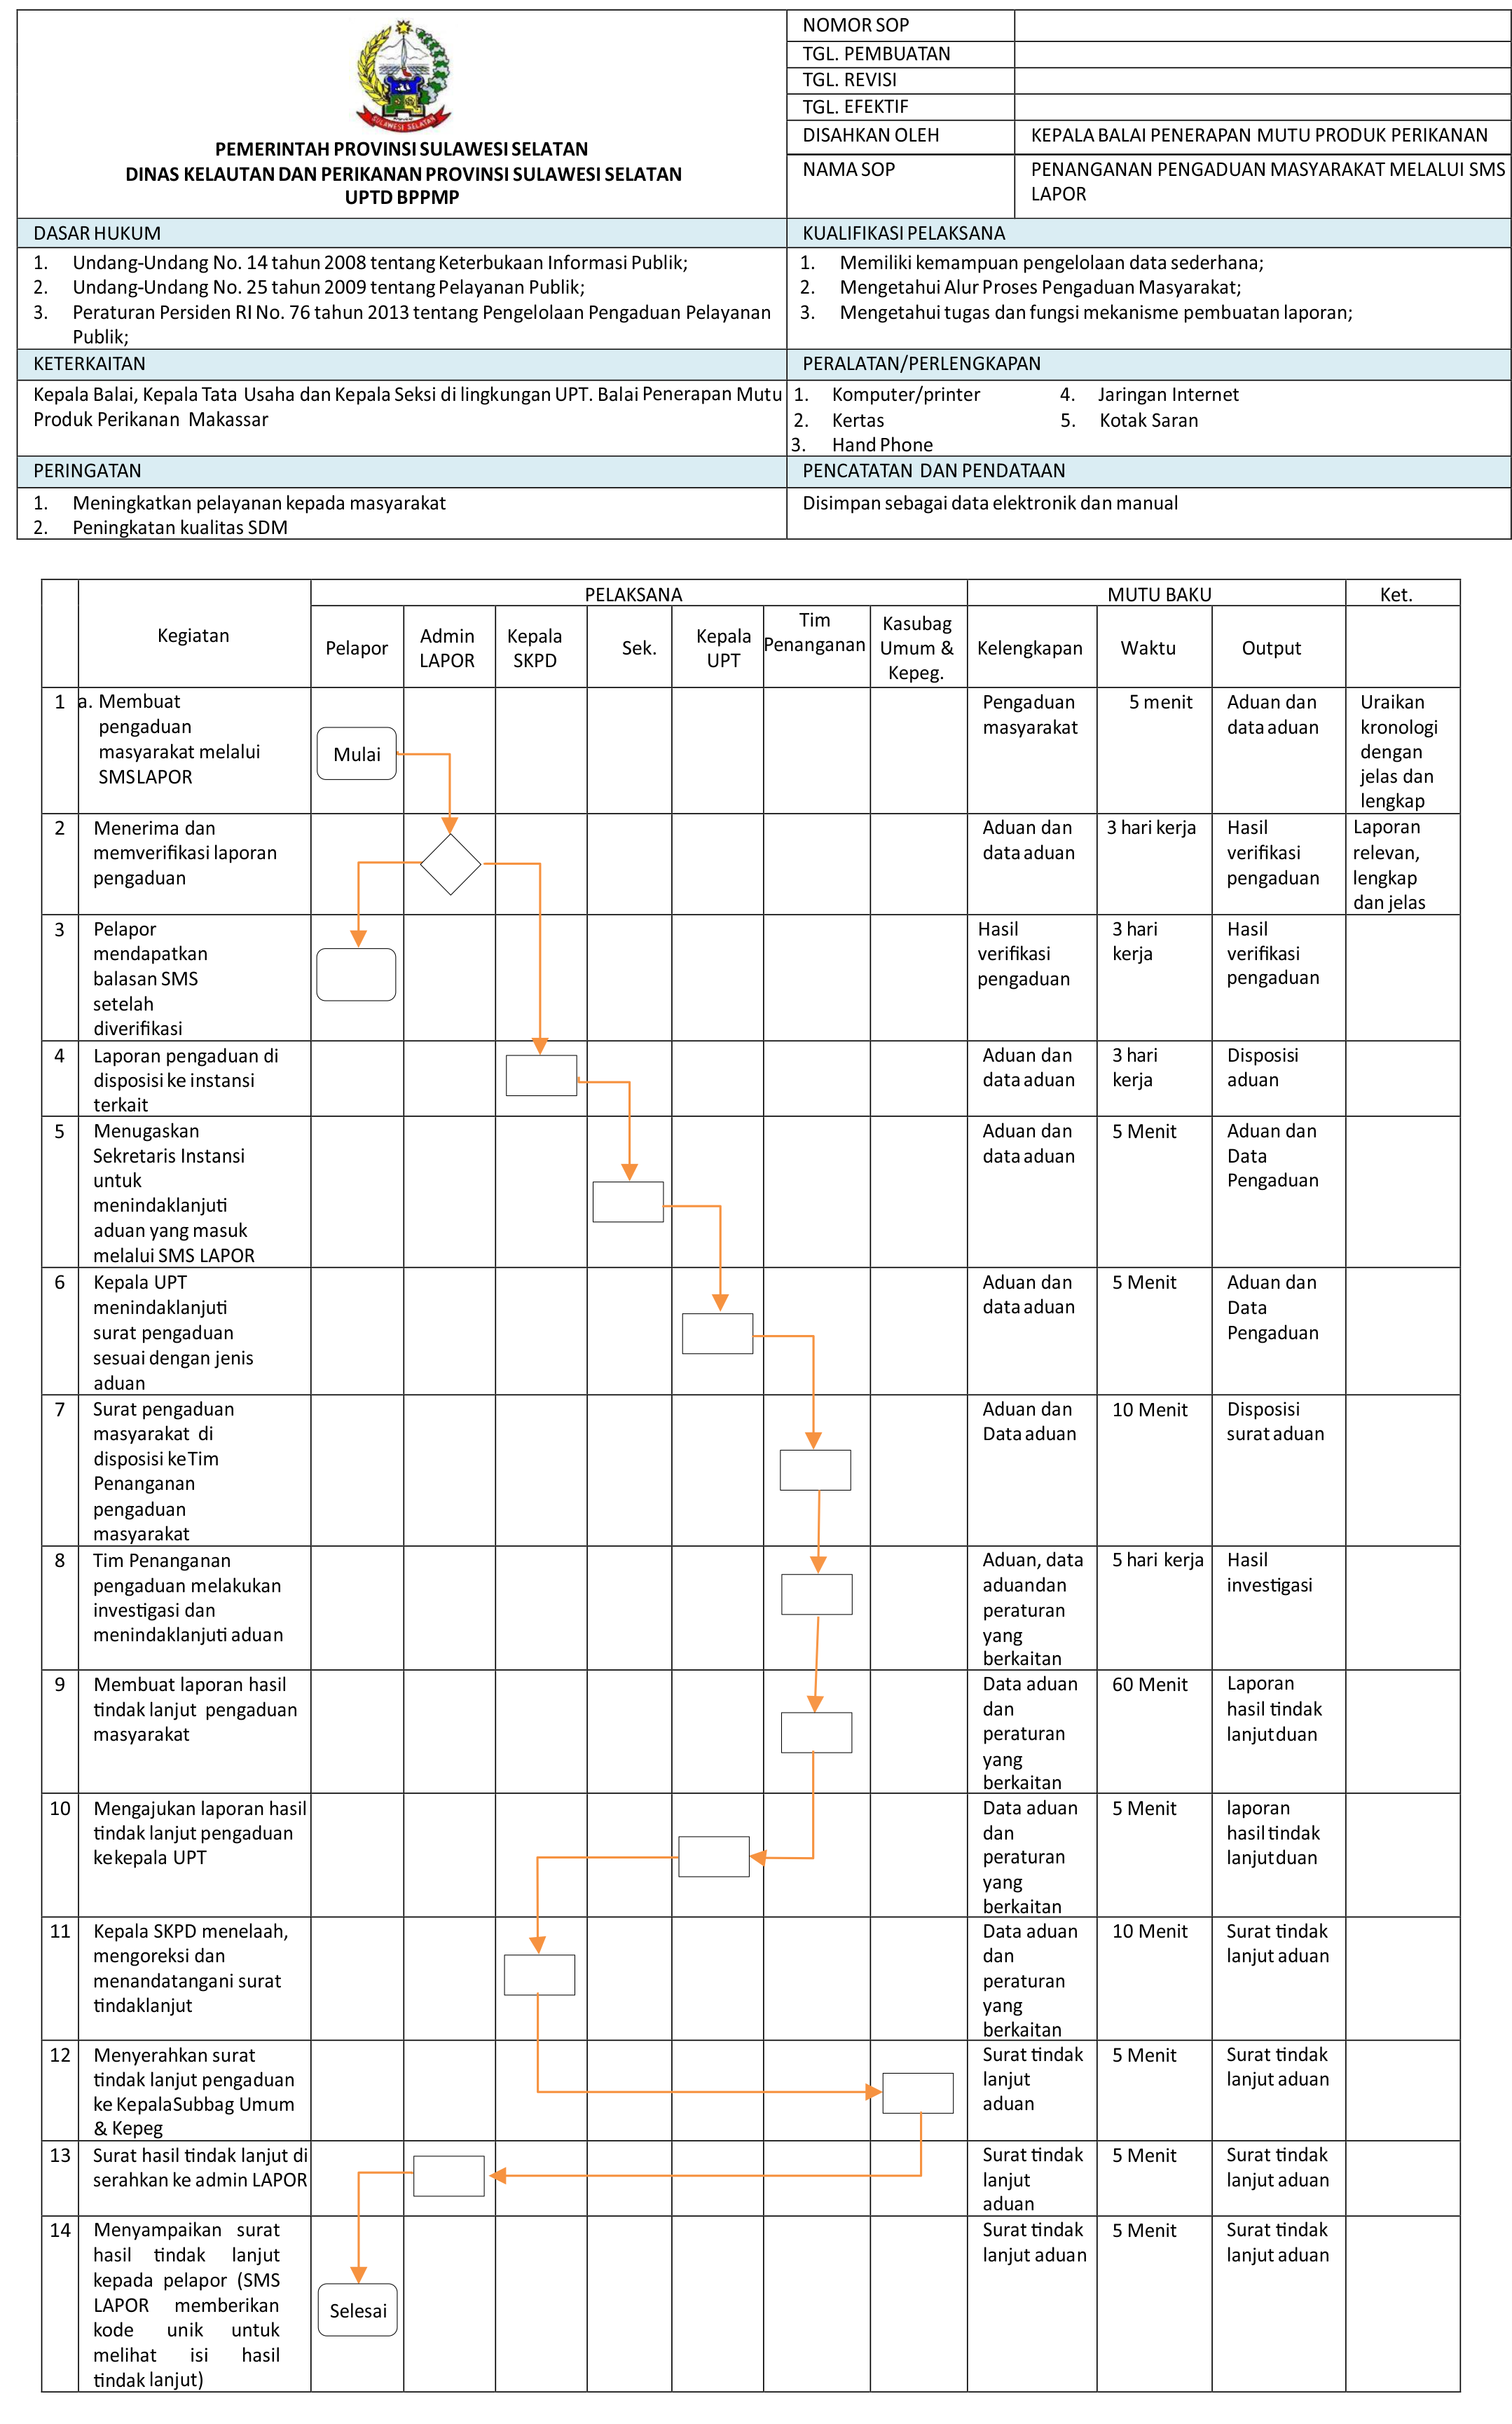 SULAWESI SELATAN
PEMERINTAH PROVINSI SULAWESI SELATAN
DINAS KELAUTAN DAN PERIKANAN PROVINSI SULAWESI SELATAN
UPTD BPPMP
NOMOR SOP
TGL. PEMBUATAN
TGL. REVISI
TGL. EFEKTIF
DISAHKAN OLEH KEPALA BALAI PENERAPAN MUTU PRODUK PERIKANAN
NAMA SOP PENANGANAN PENGADUAN MASYARAKAT MELALUI SMS
LAPOR
DASAR HUKUM
1. Undang-Undang No. 14 tahun 2008 tentang Keterbukaan Informasi Publik;
2. Undang-Undang No. 25 tahun 2009 tentang Pelayanan Publik;
3. Peraturan Persiden RI No. 76 tahun 2013 tentang Pengelolaan Pengaduan Pelayanan
Publik;
KUALIFIKASI PELAKSANA
1. Memiliki kemampuan pengelolaan data sederhana;
2. Mengetahui Alur Proses Pengaduan Masyarakat;
3. Mengetahui tugas dan fungsi mekanisme pembuatan laporan;
KETERKAITAN
Kepala Balai, Kepala Tata Usaha dan Kepala Seksi di lingkungan UPT. Balai Penerapan Mutu
Produk Perikanan Makassar
PERALATAN/PERLENGKAPAN
1. Komputer/printer 4. Jaringan Internet
2. Kertas 5. Kotak Saran
3. Hand Phone
PERINGATAN
1. Meningkatkan pelayanan kepada masyarakat
2. Peningkatan kualitas SDM
PENCATATAN DAN PENDATAAN
Disimpan sebagai data elektronik dan manual
Kegiatan
PELAKSANA
MUTU BAKU
Ket.
Pelapor
Admin
LAPOR
Kepala
SKPD
Sek.
Kepala
UPT
Tim
Penanganan
Kasubag
Umum &
Kepeg.
Kelengkapan
Waktu
Output
1
a. Membuat
pengaduan
masyarakat melalui
SMS LAPOR
Mulai
Pengaduan
masyarakat
5 menit
Aduan dan
data aduan
Uraikan
kronologi
dengan
jelas dan
lengkap
2
Menerima dan
memverifikasi laporan
pengaduan
Aduan dan
data aduan
3 hari kerja
Hasil
verifikasi
pengaduan
Laporan
relevan,
lengkap
dan jelas
3
Pelapor
mendapatkan
balasan SMS
setelah
diverifikasi
Hasil
verifikasi
pengaduan
3 hari
kerja
Hasil
verifikasi
pengaduan
4
Laporan pengaduan di
disposisi ke instansi
terkait
Aduan dan
data aduan
3 hari
kerja
Disposisi
aduan
5
Menugaskan
Sekretaris Instansi
untuk
menindaklanjuti
aduan yang masuk
melalui SMS LAPOR
Aduan dan
data aduan
5 Menit
Aduan dan
Data
Pengaduan
6
Kepala UPT
menindaklanjuti
surat pengaduan
sesuai dengan jenis
aduan
Aduan dan
data aduan
5 Menit
Aduan dan
Data
Pengaduan
7
Surat pengaduan
masyarakat di
disposisi ke Tim
Penanganan
pengaduan
masyarakat
Aduan dan
Data aduan
10 Menit
Disposisi
surat aduan
8
Tim Penanganan
pengaduan melakukan
investigasi dan
menindaklanjuti aduan
Aduan, data
aduandan
peraturan
yang
berkaitan
5 hari kerja
Hasil
investigasi
9
Membuat laporan hasil
tindak lanjut pengaduan
masyarakat
Data aduan
dan
peraturan
yang
berkaitan
60 Menit
Laporan
hasil tindak
lanjut duan
10
Mengajukan laporan hasil
tindak lanjut pengaduan
ke kepala UPT
Data aduan
dan
peraturan
yang
berkaitan
5 Menit
laporan
hasil tindak
lanjut duan
11
Kepala SKPD menelaah,
mengoreksi dan
menandatangani surat
tindaklanjut
Data aduan
dan
peraturan
yang
berkaitan
10 Menit
Surat tindak
lanjut aduan
12
Menyerahkan surat
tindak lanjut pengaduan
ke Kepala Subbag Umum
& Kepeg
Surat tindak
lanjut
aduan
5 Menit
Surat tindak
lanjut aduan
13
Surat hasil tindak lanjut di
serahkan ke admin LAPOR
Surat tindak
lanjut
aduan
5 Menit
Surat tindak
lanjut aduan
14
Menyampaikan surat
hasil tindak lanjut
kepada pelapor (SMS
LAPOR memberikan
kode unik untuk
melihat isi hasil
tindak lanjut)
Selesai
Surat tindak
lanjut aduan
5 Menit
Surat tindak
lanjut aduan